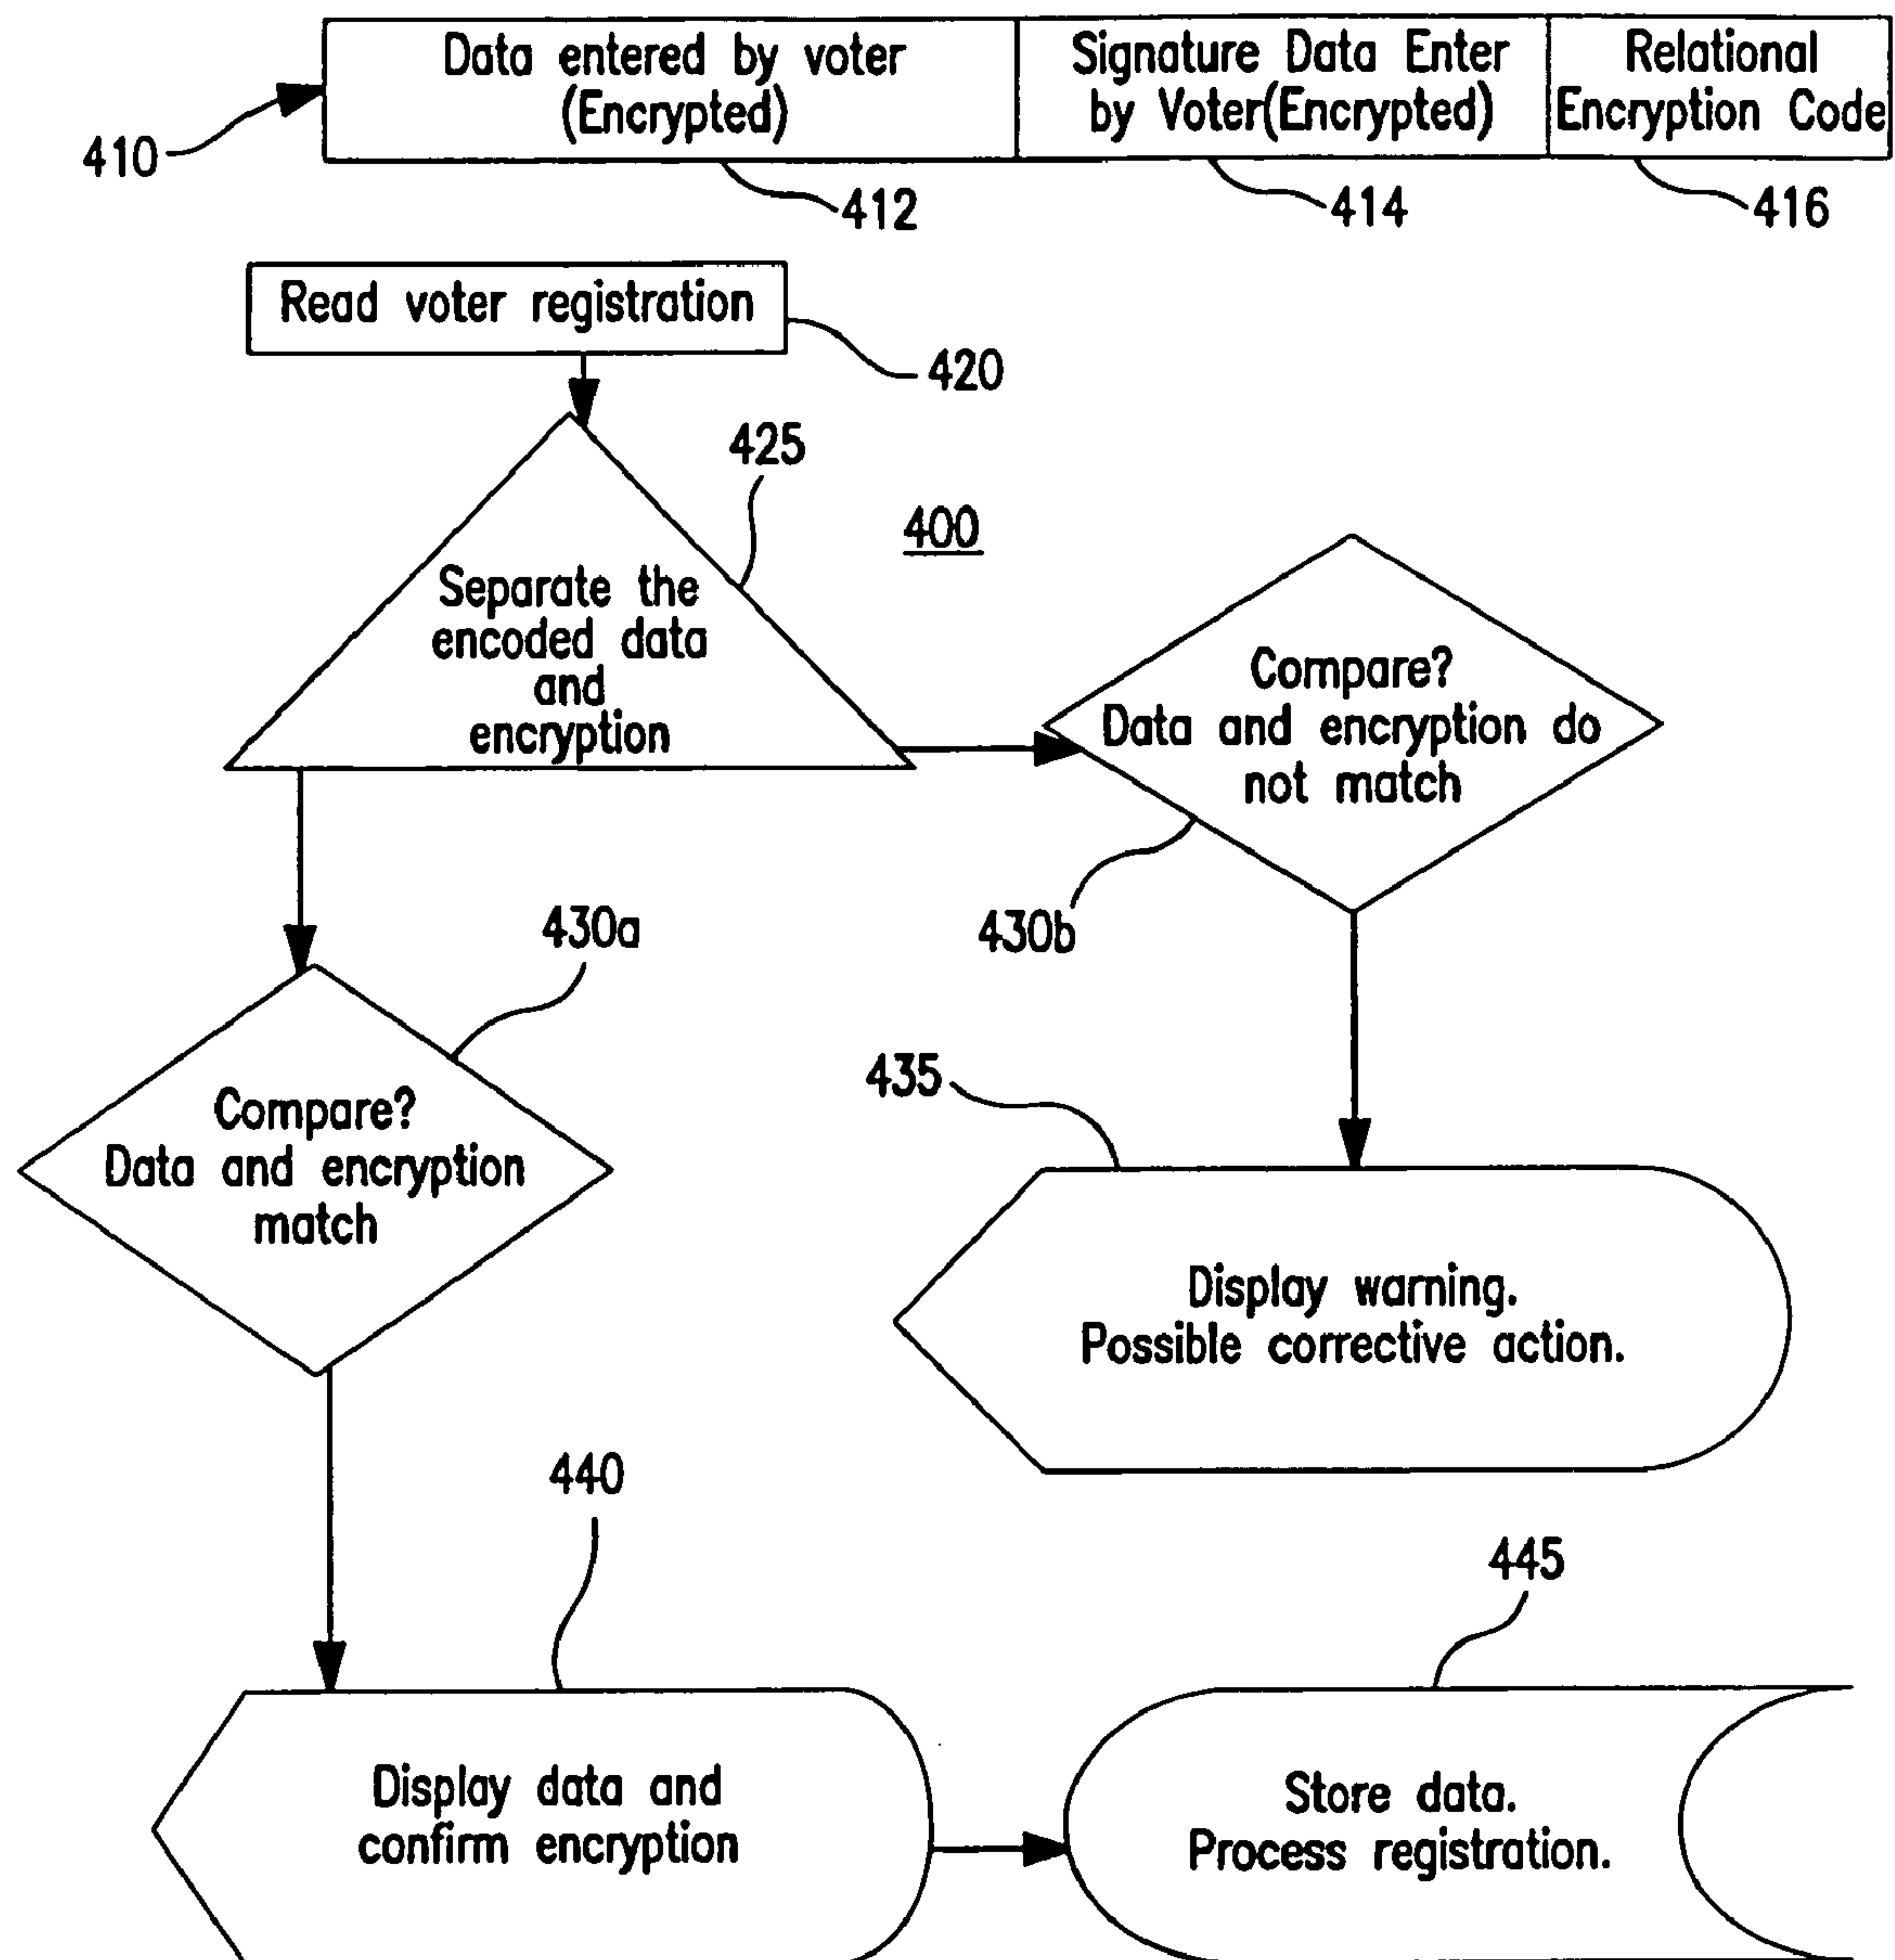 Data entered by voter
(Encrypted)
Signature Data Enter
by Voter(Encrypted)
Relational
Encryption Code
410
412
414
416
Read voter registration
420
425
400
Separate the
encoded data
and
encryption
Compare?
Data and encryption do
not match
430b
430a
Compare?
Data and encryption
match
435
Display warning.
Possible corrective action.
440
445
Display data and
confirm encryption
Store data.
Process registration.